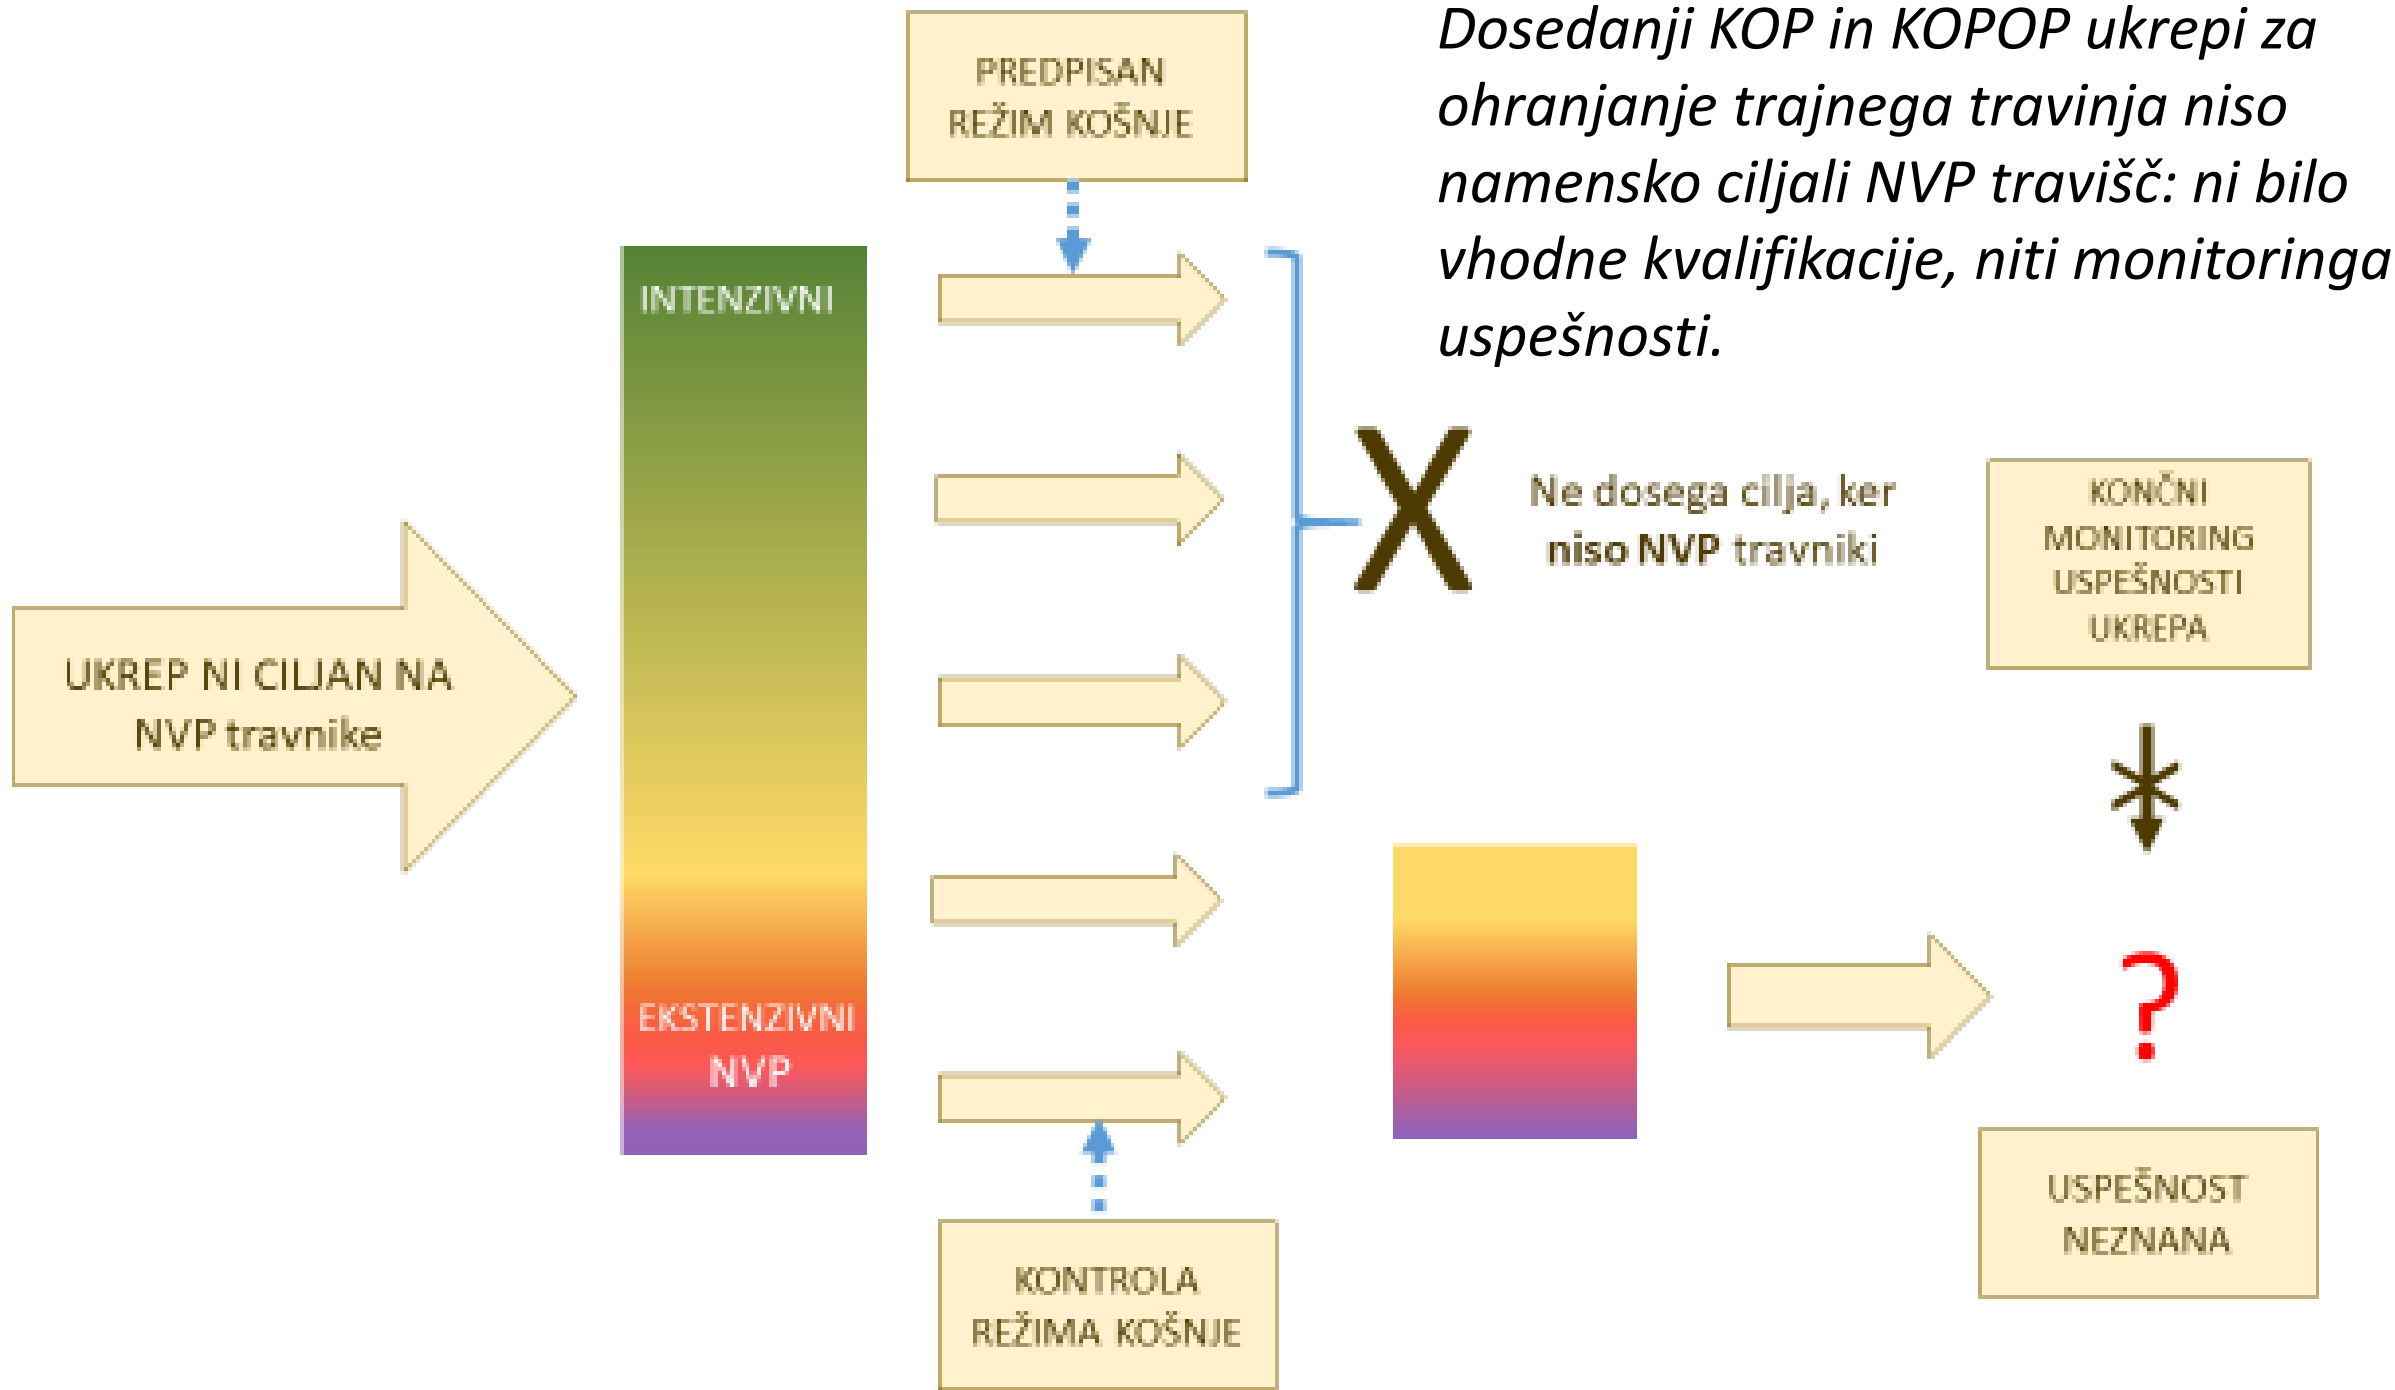 Dosedanji KOP in KOPOP ukrepi za
ohranjanje trajnega travinja niso
namensko ciljali NVP travišč: ni bilo
vhodne kvalifikacije, niti monitoringa
uspešnosti.
PREDPISAN
REŽIM KOŠNJE
INTENZIVNI
UKREP NI CILJAN NA
NVP travnike
X
Ne dosega cilja, ker
niso NVP travniki
KONČNI
MONITORING
USPEŠNOSTI
UKREPA
EKSTENZIVNI
NVP
?
USPEŠNOST
NEZNANA
KONTROLA
REŽIMA KOŠNJE